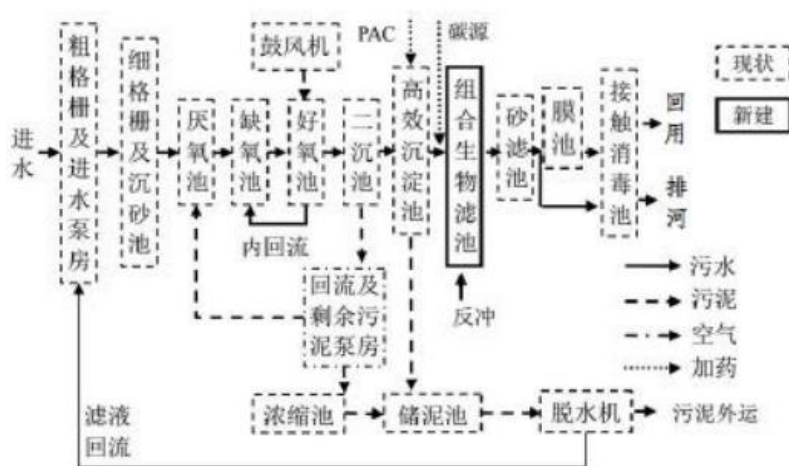 PAC
碳源
鼓风机
粗格栅及进水泵房
细格栅及沉砂池
厌氧池
缺氧池
好氧池
二沉池
高效沉淀池
组合生物滤池
砂滤池
膜池
接触消毒池
现状
新建
进水
回用
排河
内回流
反冲
回流及
剩余污
泥泵房
污水
污泥
空气
加药
滤液
回流
浓缩池
储泥池
脱水机
污泥外运